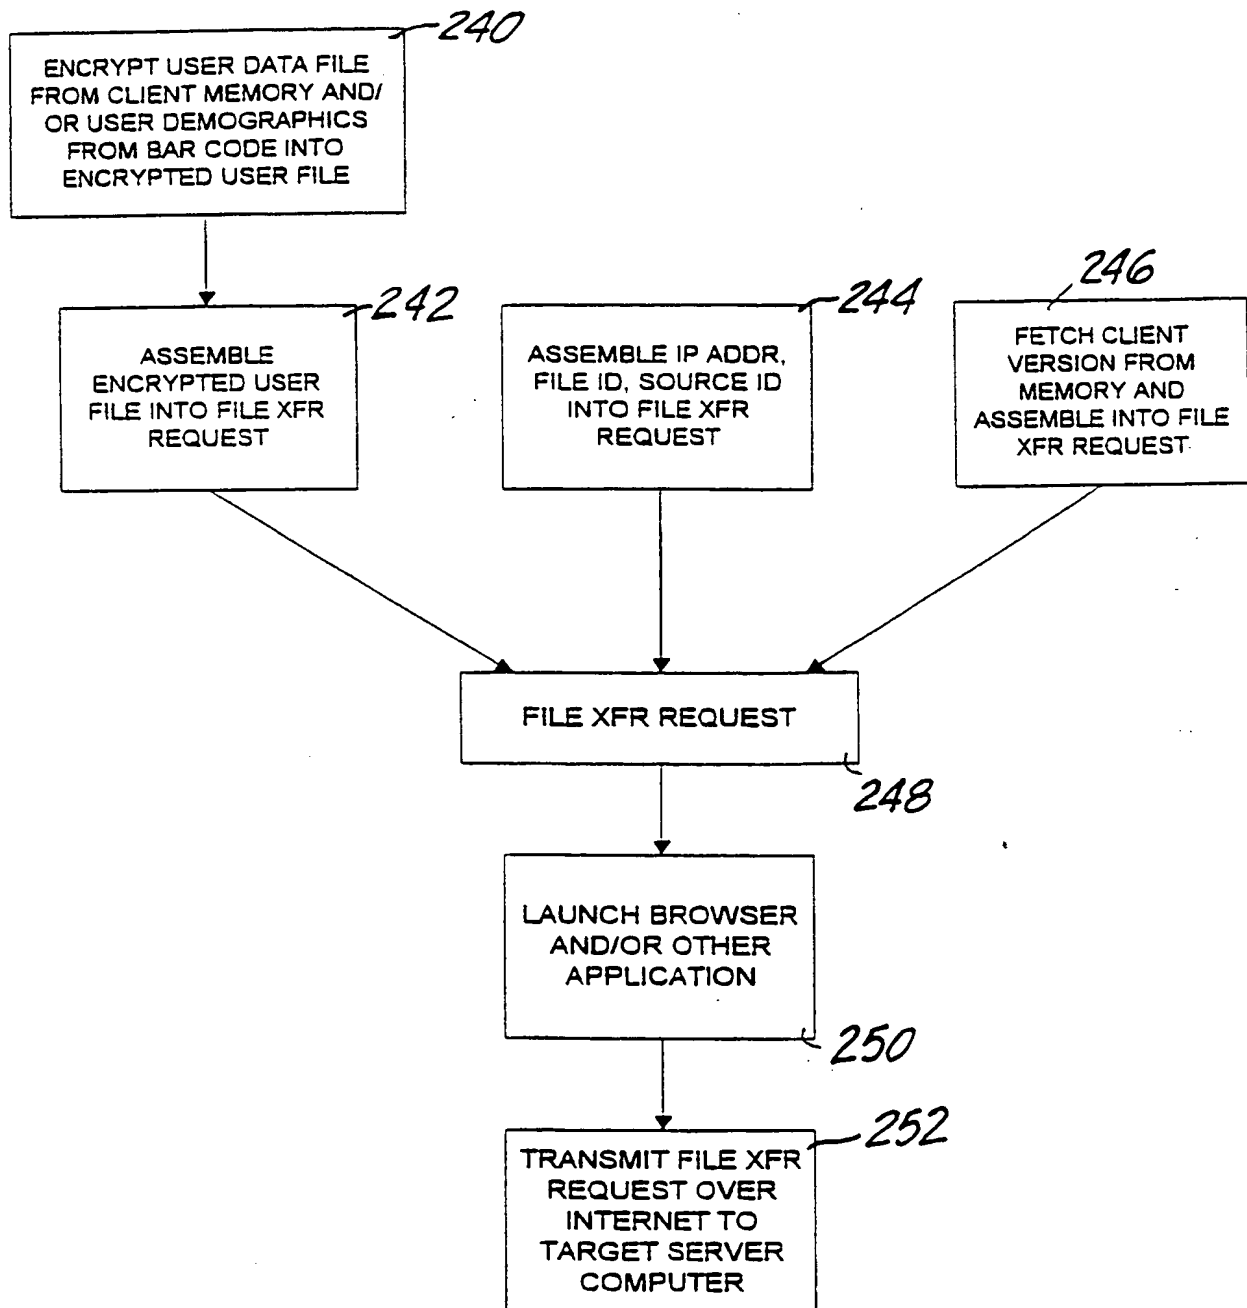 240
ENCRYPT USER DATA FILE
FROM CLIENT MEMORY AND/
OR USER DEMOGRAPHICS
FROM BAR CODE INTO
ENCRYPTED USER FILE
242
ASSEMBLE
ENCRYPTED USER
FILE INTO FILE XFR
REQUEST
244
ASSEMBLE IP ADDR,
FILE ID, SOURCE ID
INTO FILE XFR
REQUEST
246
FETCH CLIENT
VERSION FROM
MEMORY AND
ASSEMBLE INTO FILE
XFR REQUEST
FILE XFR REQUEST
248
LAUNCH BROWSER
AND/OR OTHER
APPLICATION
250
252
TRANSMIT FILE XFR
REQUEST OVER
INTERNET TO
TARGET SERVER
COMPUTER